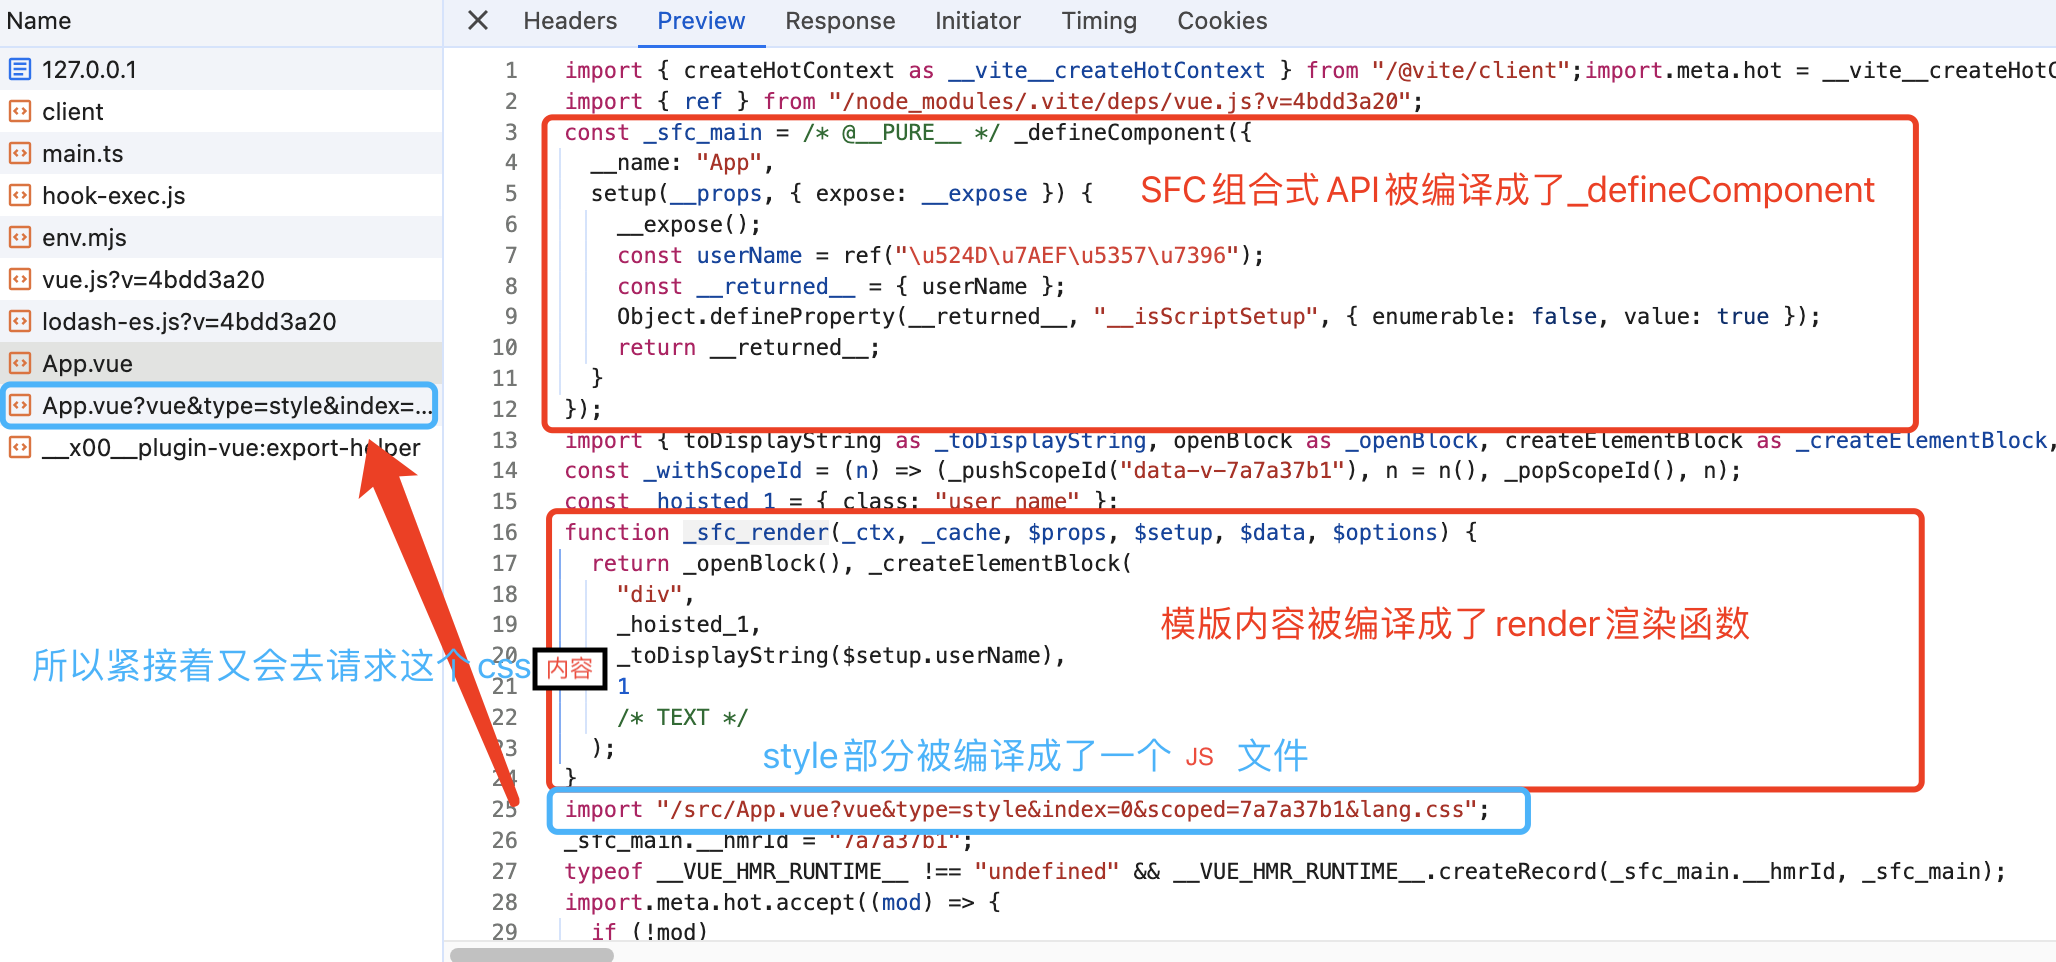 Name
127.0.0.1
client
main.ts
hook-exec.js
env.mjs
vue.js?v=4bdd3a20
lodash-es.js?v=4bdd3a20
App.vue
App.vue?vue&type=style&index=...
__x00__plugin-vue:export-helper
所以紧接着又会去请求这个css 内容
Headers Preview Response Initiator Timing Cookies
1 import { createHotContext as __vite__createHotContext } from "/@vite/client";import.meta.hot = __vite__createHotC
2 import { ref } from "/node_modules/.vite/deps/vue.js?v=4bdd3a20";
3 const _sfc_main = /* @__PURE__ */ _defineComponent({
4 __name: "App",
5 setup(__props, { expose: __expose }) {
SFC组合式API被编译成了_defineComponent
6 __expose();
7 const userName = ref("\u524D\u7AEF\u5357\u7396");
8 const __returned__ = { userName };
9 Object.defineProperty(__returned__, "__isScriptSetup", { enumerable: false, value: true });
10 return __returned__;
11 }
12 });
13 import { toDisplayString as _toDisplayString, openBlock as _openBlock, createElementBlock as _createElementBlock,
14 const _withScopeId = (n) => (_pushScopeId("data-v-7a7a37b1"), n = n(), _popScopeId(), n);
15 const _hoisted_1 = { class: "user_name" };
16 function _sfc_render(_ctx, _cache, $props, $setup, $data, $options) {
17 return _openBlock(), _createElementBlock(
18 "div",
19 _hoisted_1,
模版内容被编译成了render渲染函数
20 _toDisplayString($setup.userName),
21 1
22 /* TEXT */
23 );
style部分被编译成了一个 JS 文件
24 }
25 import "/src/App.vue?vue&type=style&index=0&scoped=7a7a37b1&lang.css";
26 _sfc_main.__hmrId = "7a7a37b1";
27 typeof __VUE_HMR_RUNTIME__ !== "undefined" && __VUE_HMR_RUNTIME__.createRecord(_sfc_main.__hmrId, _sfc_main);
28 import.meta.hot.accept((mod) => {
29 if (!mod)